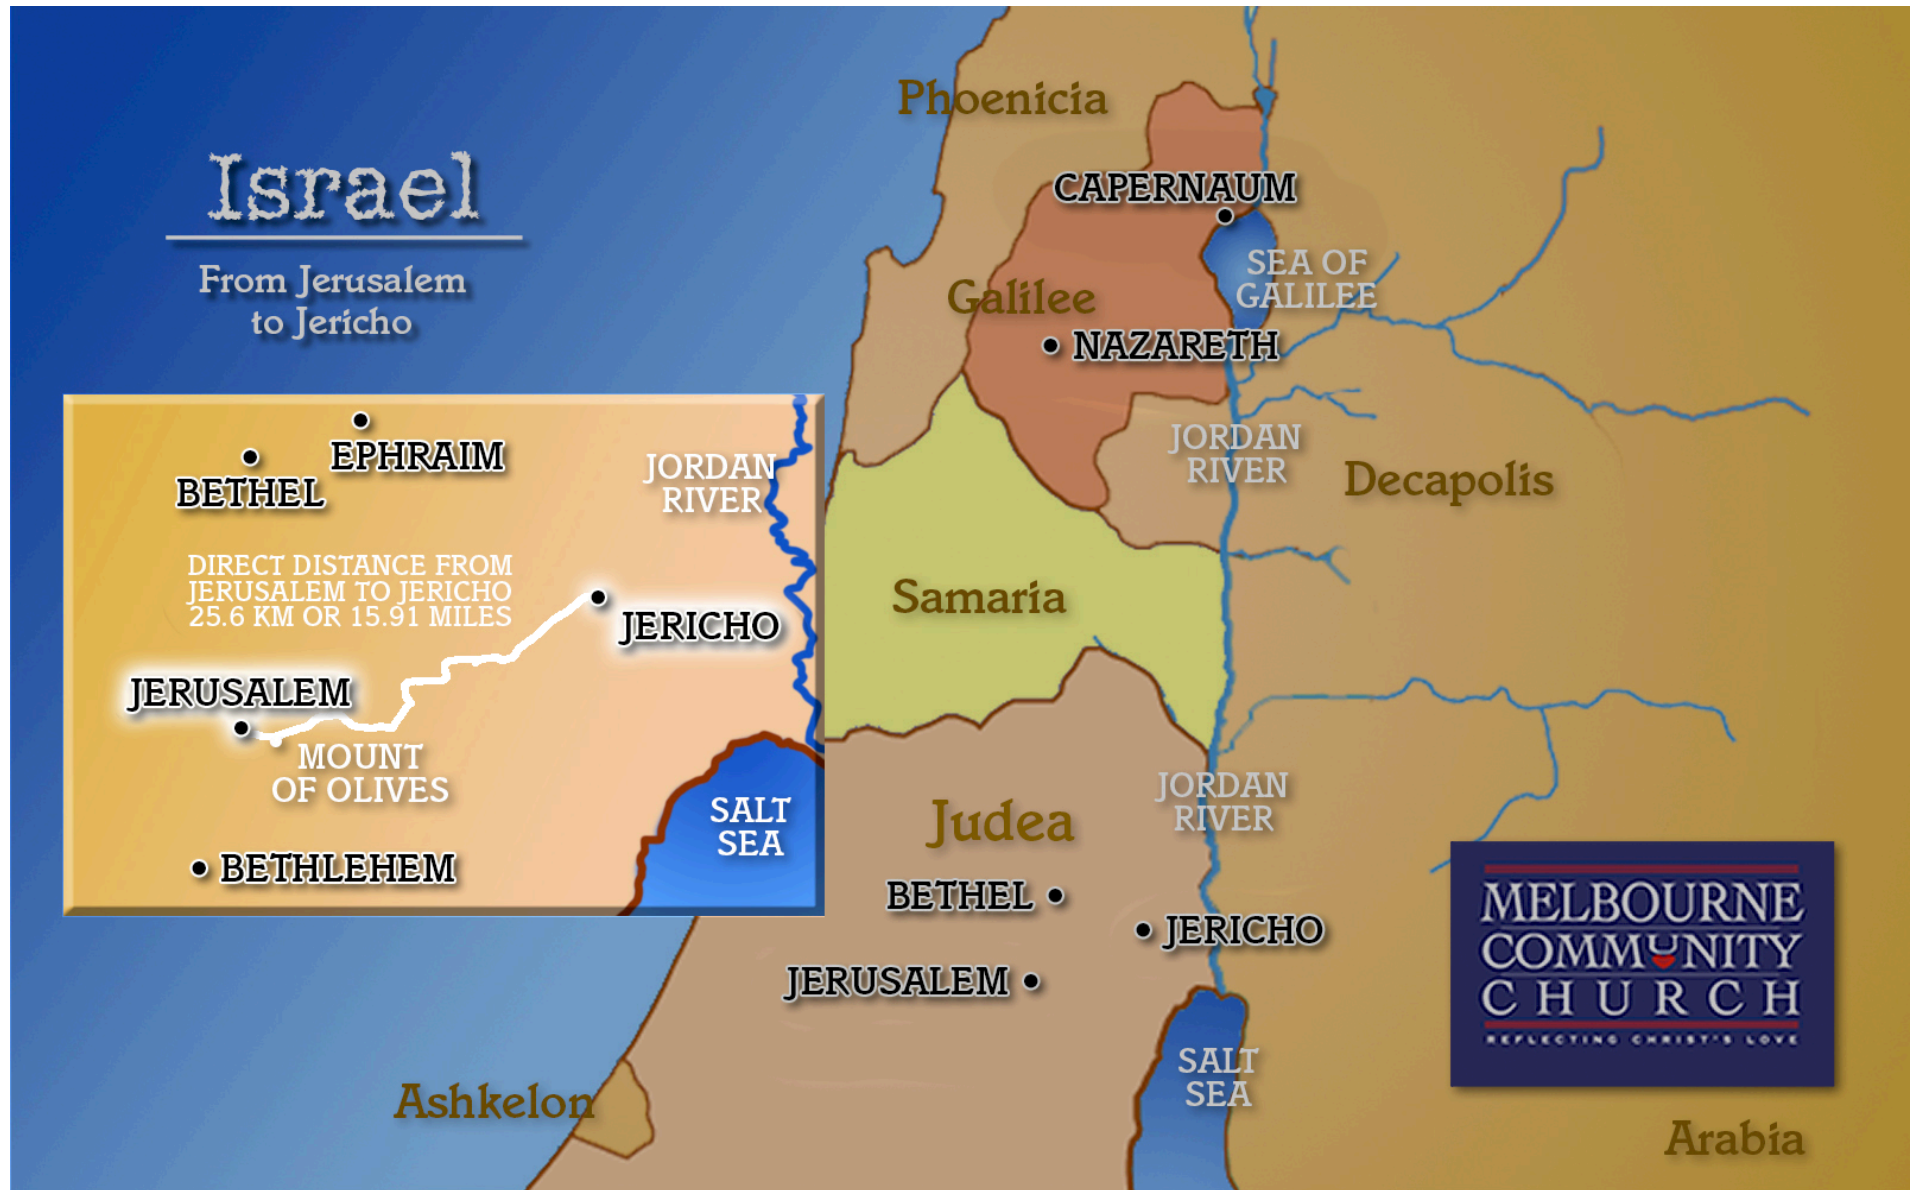 Israel
From Jerusalem
to Jericho
Phoenicia
CAPERNAUM
SEA OF
GALILEE
Galilee
NAZARETH
JORDAN
RIVER
Decapolis
Samaria
EPHRAIM
BETHEL
JORDAN
RIVER
DIRECT DISTANCE FROM
JERUSALEM TO JERICHO
25.6 KM OR 15.91 MILES
JERICHO
JERUSALEM
MOUNT
OF OLIVES
SALT
SEA
BETHLEHEM
JORDAN
RIVER
Judea
BETHEL
JERICHO
JERUSALEM
SALT
SEA
Ashkelon
Arabia
MELBOURNE
COMMUNITY
CHURCH
REFLECTING CHRIST'S LOVE